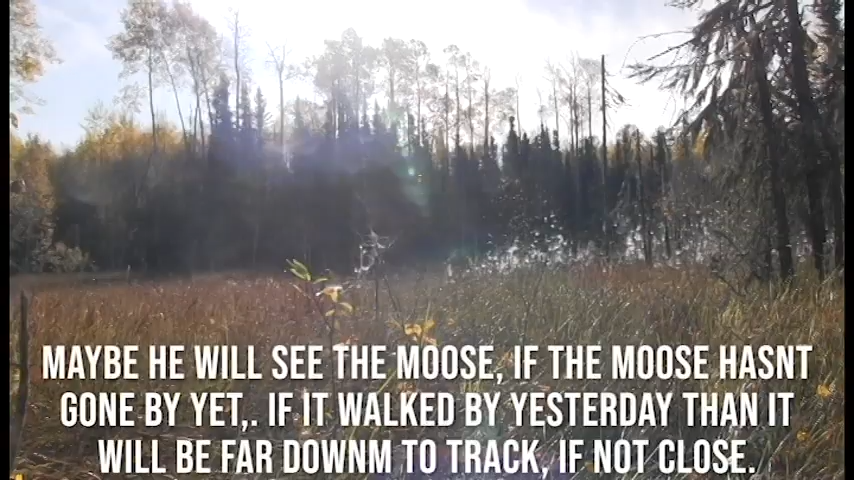 MAYBE HE WILL SEE THE MOOSE, IF THE MOOSE HASNT
GONE BY YET,. IF IT WALKED BY YESTERDAY THAN IT
WILL BE FAR DOWNM TO TRACK, IF NOT CLOSE.